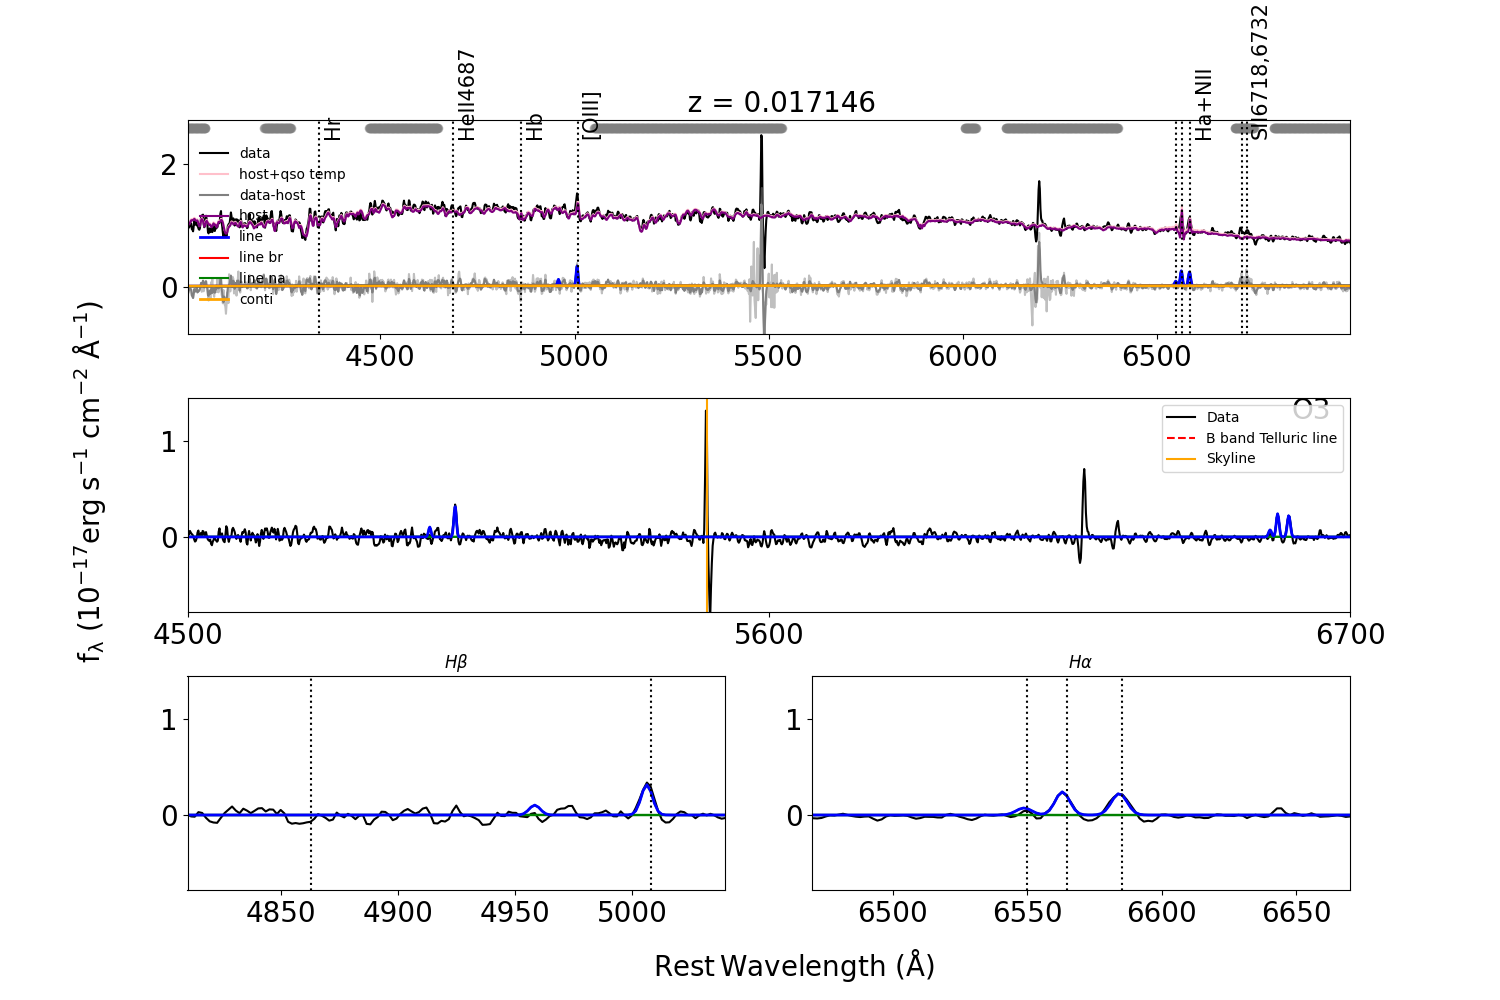 z = 0.017146
Hr
HeII4687
Hb
[OIII]
Ha+NII
SII6718,6732
data
host+qso temp
data-host
host
line
line br
line na
conti
2
0
4500 5000 5500 6000 6500
f_λ (10⁻¹⁷erg s⁻¹ cm⁻² Å⁻¹)
O3
Data
B band Telluric line
Skyline
1
0
4500 5600 6700
Hβ
1
0
4850 4900 4950 5000
Hα
1
0
6500 6550 6600 6650
Rest Wavelength (Å)